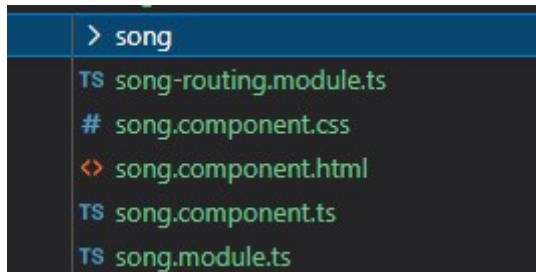 > song
TS song-routing.module.ts
# song.component.css
<> song.component.html
TS song.component.ts
TS song.module.ts